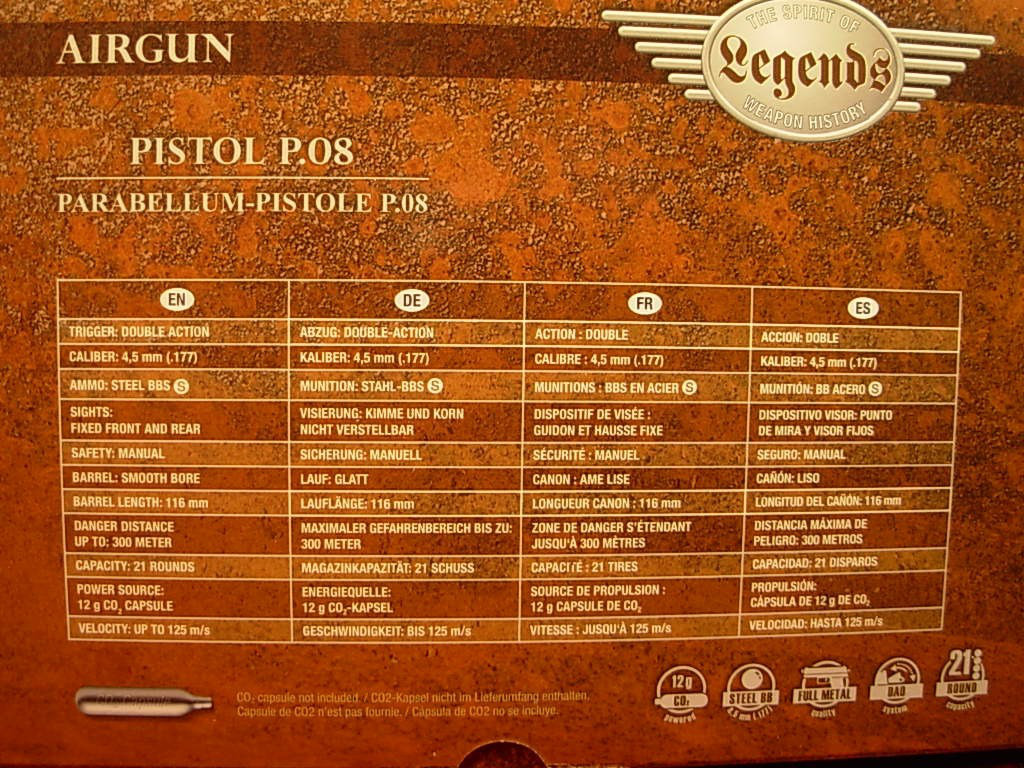 AIRGUN
THE SPIRIT OF
Legends
WEAPON HISTORY
PISTOL P.08
PARABELLUM-PISTOLE P.08
EN
TRIGGER: DOUBLE ACTION
CALIBER: 4,5 mm (.177)
AMMO: STEEL BBS S
SIGHTS:
FIXED FRONT AND REAR
SAFETY: MANUAL
BARREL: SMOOTH BORE
BARREL LENGTH: 116 mm
DANGER DISTANCE
UP TO: 300 METER
CAPACITY: 21 ROUNDS
POWER SOURCE:
12 g CO₂ CAPSULE
VELOCITY: UP TO 125 m/s
DE
ABZUG: DOUBLE-ACTION
KALIBER: 4,5 mm (.177)
MUNITION: STAHL-BBS S
VISIERUNG: KIMME UND KORN
NICHT VERSTELLBAR
SICHERUNG: MANUELL
LAUF: GLATT
LAUFLÄNGE: 116 mm
MAXIMALER GEFAHRENBEREICH BIS ZU:
300 METER
MAGAZINKAPAZITÄT: 21 SCHUSS
ENERGIEQUELLE:
12 g CO₂-KAPSEL
GESCHWINDIGKEIT: BIS 125 m/s
FR
ACTION : DOUBLE
CALIBRE : 4,5 mm (.177)
MUNITIONS : BBS EN ACIER S
DISPOSITIF DE VISÉE :
GUIDON ET HAUSSE FIXE
SÉCURITÉ : MANUEL
CANON : AME LISE
LONGUEUR CANON : 116 mm
ZONE DE DANGER S'ÉTENDANT
JUSQU'À 300 MÈTRES
CAPACITÉ : 21 TIRES
SOURCE DE PROPULSION :
12 g CAPSULE DE CO₂
VITESSE : JUSQU'À 125 m/s
ES
ACCION: DOBLE
KALIBER: 4,5 mm (.177)
MUNITIÓN: BB ACERO S
DISPOSITIVO VISOR: PUNTO
DE MIRA Y VISOR FIJOS
SEGURO: MANUAL
CAÑÓN: LISO
LONGITUD DEL CAÑÓN: 116 mm
DISTANCIA MÁXIMA DE
PELIGRO: 300 METROS
CAPACIDAD: 21 DISPAROS
PROPULSIÓN:
CÁPSULA DE 12 g DE CO₂
VELOCIDAD: HASTA 125 m/s
CO₂ Capsule
CO₂ capsule not included. / CO2-Kapsel nicht im Lieferumfang enthalten.
Capsule de CO2 n'est pas fournie. / Cápsula de CO2 no se incluye.
12 g
CO₂
powered
STEEL BB
4,5 mm (.177)
FULL METAL
quality
DAO
system
21
ROUND
capacity